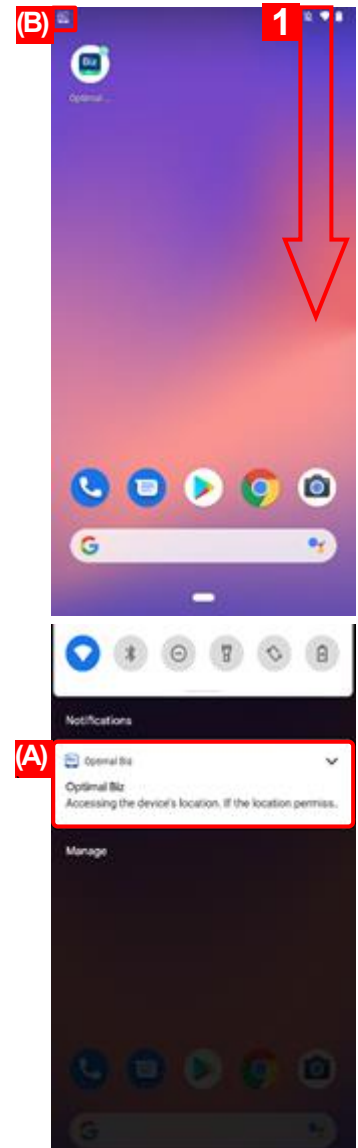 (B)
1
Biz
Optimal ...
Notifications
(A)
Optimal Biz
Optimal Biz
Accessing the device's location. If the location permiss..
Manage